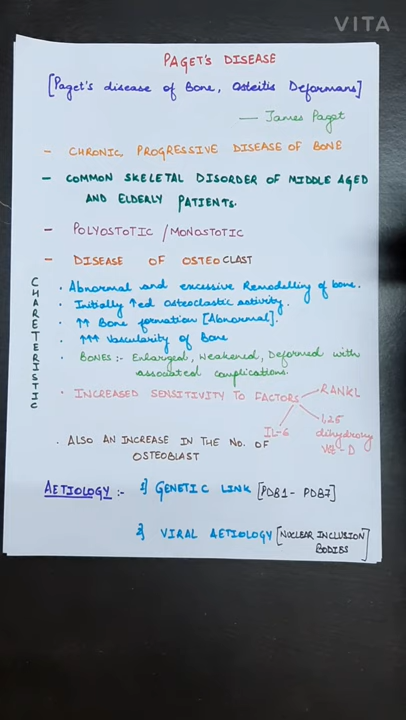 VITA
PAGET'S DISEASE
[Paget's disease of Bone, Osteitis Deformans]
— James Paget
- CHRONIC, PROGRESSIVE DISEASE OF BONE
- COMMON SKELETAL DISORDER OF MIDDLE AGED
AND ELDERLY PATIENTS.
- POLYOSTOTIC / MONOSTOTIC
- DISEASE OF OSTEOCLAST
CHARETERISTIC
· Abnormal and excessive Remodelling of bone.
· Initially ↑ed osteoclastic activity.
· ↑↑ Bone formation [Abnormal].
· ↑↑↑ Vascularity of Bone
· BONES :- Enlarged, Weakened, Deformed with
associated complications.
· INCREASED SENSITIVITY TO FACTORS RANKL
IL-6
1,25
dihydroxy
Vit-D
· ALSO AN INCREASE IN THE NO. OF
OSTEOBLAST
AETIOLOGY :- 1) GENETIC LINK [PDB1 - PDB7]
2) VIRAL AETIOLOGY [NUCLEAR INCLUSION
BODIES]